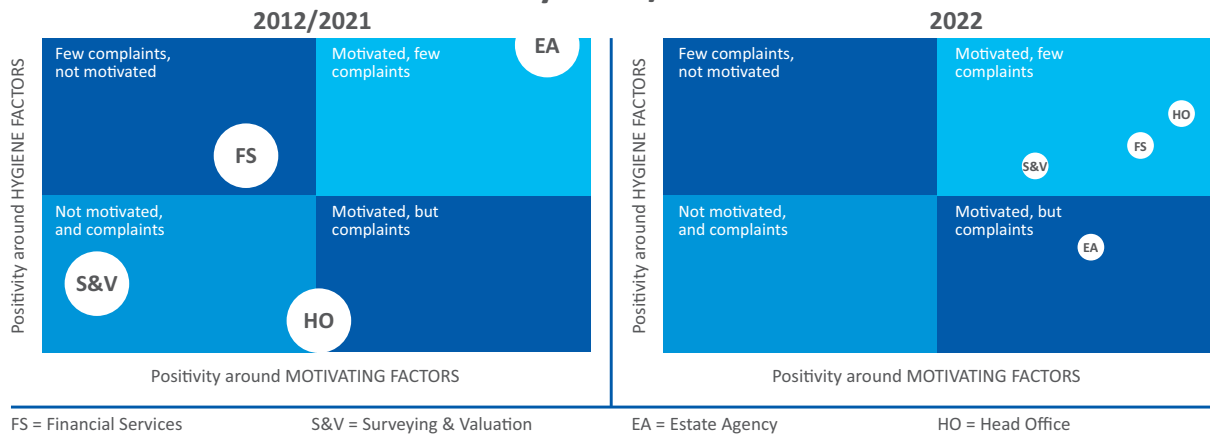 2012/2021
2022
Positivity around HYGIENE FACTORS
Few complaints,
not motivated
Motivated, few
complaints
EA
FS
Not motivated,
and complaints
Motivated, but
complaints
S&V
HO
Positivity around MOTIVATING FACTORS
Positivity around HYGIENE FACTORS
Few complaints,
not motivated
Motivated, few
complaints
HO
FS
S&V
Not motivated,
and complaints
Motivated, but
complaints
EA
Positivity around MOTIVATING FACTORS
FS = Financial Services
S&V = Surveying & Valuation
EA = Estate Agency
HO = Head Office